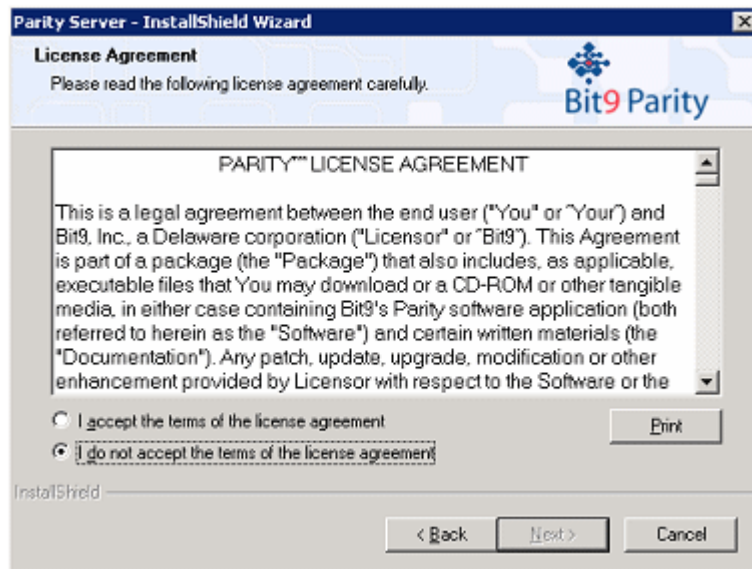 Parity Server - InstallShield Wizard
License Agreement
Please read the following license agreement carefully.
Bit9 Parity
PARITY™ LICENSE AGREEMENT
This is a legal agreement between the end user ("You" or "Your") and
Bit9, Inc., a Delaware corporation ("Licensor" or "Bit9"). This Agreement
is part of a package (the "Package") that also includes, as applicable,
executable files that You may download or a CD-ROM or other tangible
media, in either case containing Bit9's Parity software application (both
referred to herein as the "Software") and certain written materials (the
"Documentation"). Any patch, update, upgrade, modification or other
enhancement provided by Licensor with respect to the Software or the
I accept the terms of the license agreement
Print
I do not accept the terms of the license agreement
InstallShield
< Back
Next >
Cancel